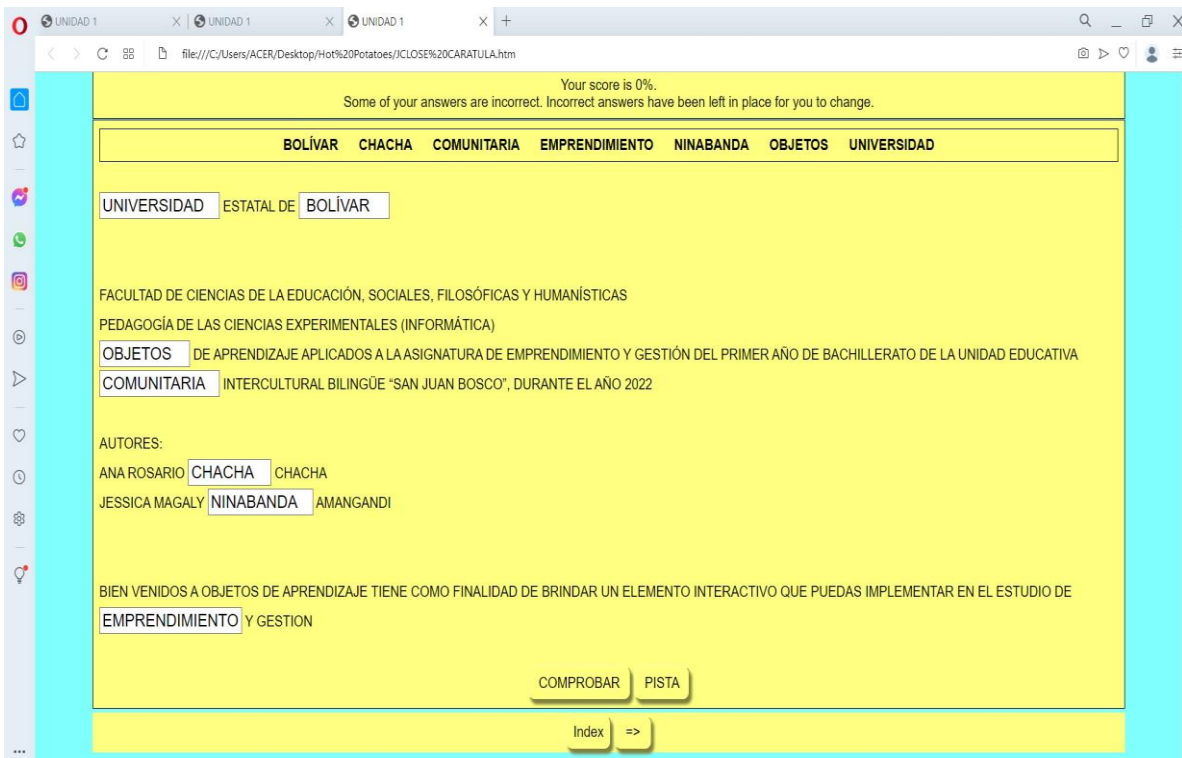 UNIDAD 1
UNIDAD 1
UNIDAD 1
file:///C:/Users/ACER/Desktop/Hot%20Potatoes/JCLOSE%20CARATULA.htm
Your score is 0%.
Some of your answers are incorrect. Incorrect answers have been left in place for you to change.
BOLÍVAR CHACHA COMUNITARIA EMPRENDIMIENTO NINABANDA OBJETOS UNIVERSIDAD
UNIVERSIDAD ESTATAL DE BOLÍVAR
FACULTAD DE CIENCIAS DE LA EDUCACIÓN, SOCIALES, FILOSÓFICAS Y HUMANÍSTICAS
PEDAGOGÍA DE LAS CIENCIAS EXPERIMENTALES (INFORMÁTICA)
OBJETOS DE APRENDIZAJE APLICADOS A LA ASIGNATURA DE EMPRENDIMIENTO Y GESTIÓN DEL PRIMER AÑO DE BACHILLERATO DE LA UNIDAD EDUCATIVA
COMUNITARIA INTERCULTURAL BILINGÜE “SAN JUAN BOSCO”, DURANTE EL AÑO 2022
AUTORES:
ANA ROSARIO CHACHA CHACHA
JESSICA MAGALY NINABANDA AMANGANDI
BIEN VENIDOS A OBJETOS DE APRENDIZAJE TIENE COMO FINALIDAD DE BRINDAR UN ELEMENTO INTERACTIVO QUE PUEDAS IMPLEMENTAR EN EL ESTUDIO DE
EMPRENDIMIENTO Y GESTION
COMPROBAR PISTA
Index =>